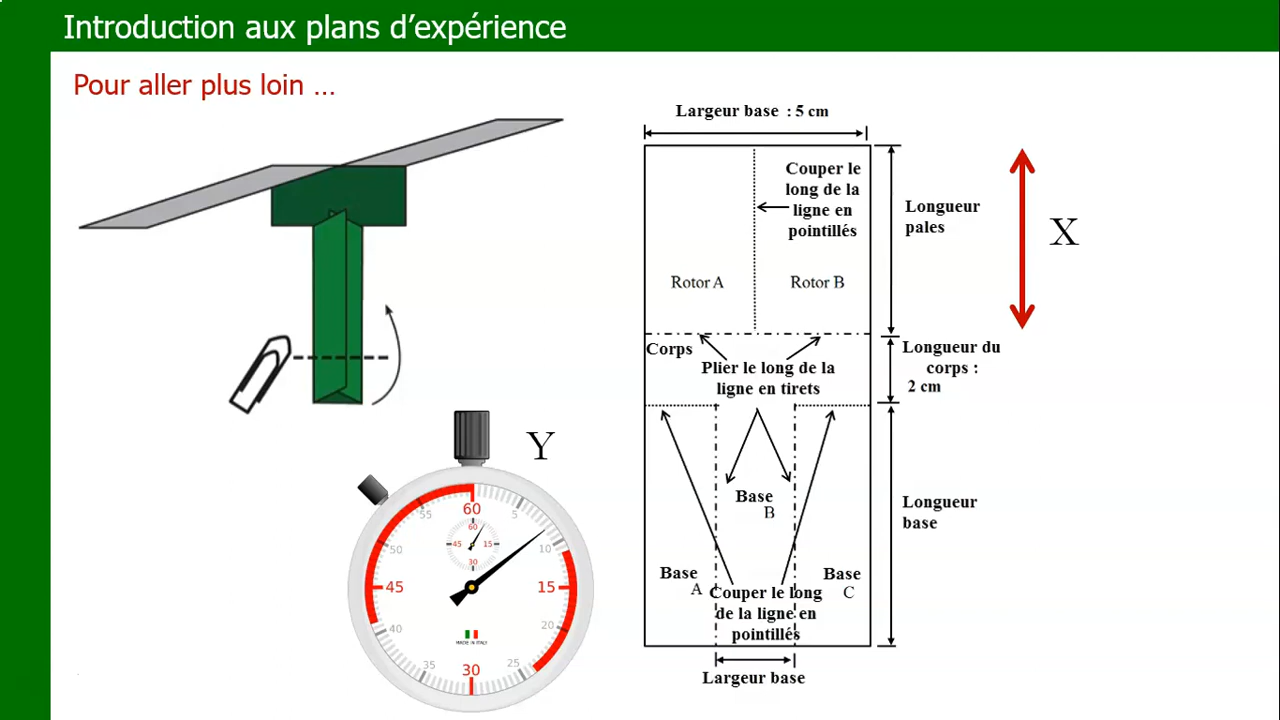 Introduction aux plans d’expérience
Pour aller plus loin ...
Largeur base : 5 cm
Couper le
long de la
ligne en
pointillés
Rotor A
Rotor B
Longueur
pales
X
Corps
Plier le long de la
ligne en tirets
Longueur du
corps :
2 cm
Base
B
Longueur
base
Base
A
Base
C
Couper le long
de la ligne en
pointillés
Largeur base
Y
60
5
10
15
20
25
30
35
40
45
50
55
60
15
30
45
MADE IN ITALY